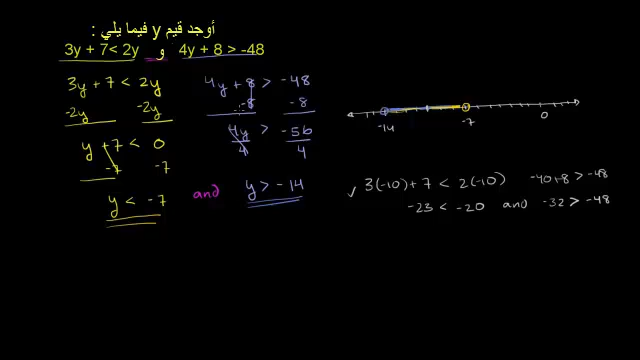 أوجد قيم y فيما يلي :
3y + 7 < 2y و 4y + 8 > -48
3y + 7 < 2y
-2y -2y
y + 7 < 0
-7 -7
y < -7
and
4y + 8 > -48
-8 -8
4y > -56
4 4
y > -14
-14 -7 0
✓ 3(-10) + 7 < 2(-10) -40 + 8 > -48
-23 < -20 and -32 > -48